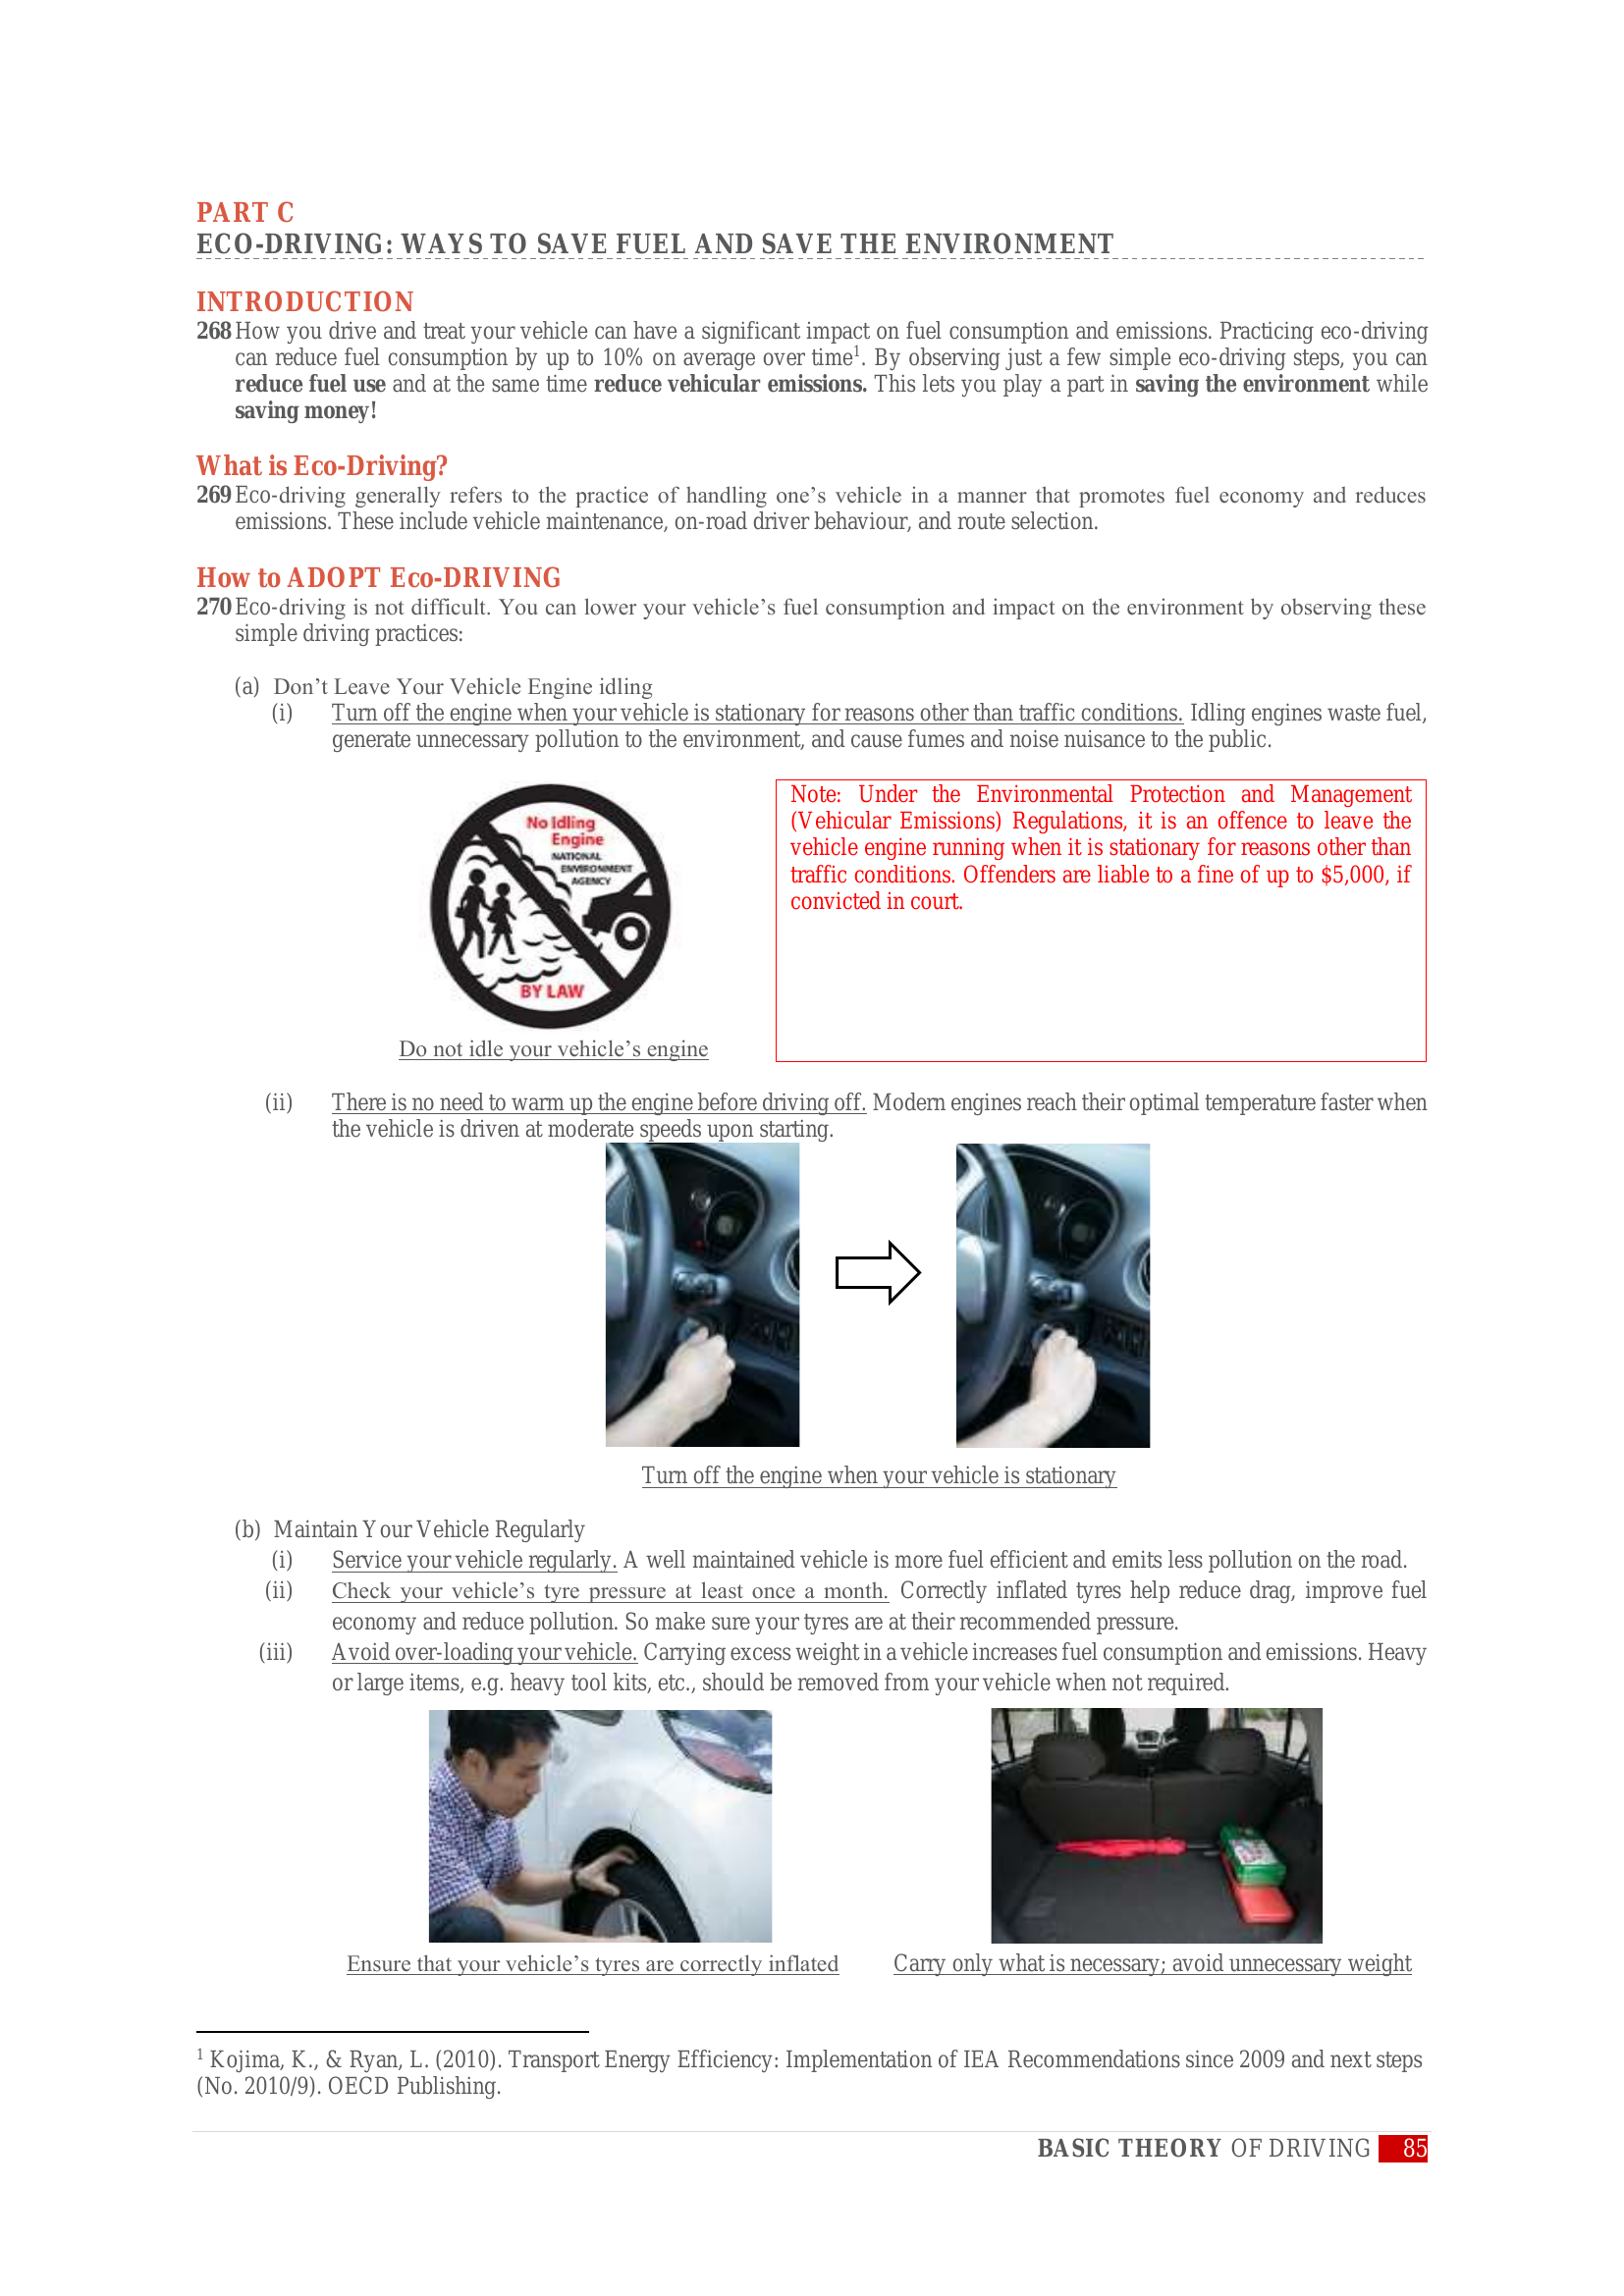 PART C
ECO-DRIVING: WAYS TO SAVE FUEL AND SAVE THE ENVIRONMENT
INTRODUCTION
268 How you drive and treat your vehicle can have a significant impact on fuel consumption and emissions. Practicing eco-driving
can reduce fuel consumption by up to 10% on average over time1. By observing just a few simple eco-driving steps, you can
reduce fuel use and at the same time reduce vehicular emissions. This lets you play a part in saving the environment while
saving money!
What is Eco-Driving?
269 Eco-driving generally refers to the practice of handling one’s vehicle in a manner that promotes fuel economy and reduces
emissions. These include vehicle maintenance, on-road driver behaviour, and route selection.
How to ADOPT Eco-DRIVING
270 Eco-driving is not difficult. You can lower your vehicle’s fuel consumption and impact on the environment by observing these
simple driving practices:
(a) Don’t Leave Your Vehicle Engine idling
(i) Turn off the engine when your vehicle is stationary for reasons other than traffic conditions. Idling engines waste fuel,
generate unnecessary pollution to the environment, and cause fumes and noise nuisance to the public.
No Idling
Engine
NATIONAL
ENVIRONMENT
AGENCY
BY LAW
Do not idle your vehicle’s engine
Note: Under the Environmental Protection and Management
(Vehicular Emissions) Regulations, it is an offence to leave the
vehicle engine running when it is stationary for reasons other than
traffic conditions. Offenders are liable to a fine of up to $5,000, if
convicted in court.
(ii) There is no need to warm up the engine before driving off. Modern engines reach their optimal temperature faster when
the vehicle is driven at moderate speeds upon starting.
Turn off the engine when your vehicle is stationary
(b) Maintain Your Vehicle Regularly
(i) Service your vehicle regularly. A well maintained vehicle is more fuel efficient and emits less pollution on the road.
(ii) Check your vehicle’s tyre pressure at least once a month. Correctly inflated tyres help reduce drag, improve fuel
economy and reduce pollution. So make sure your tyres are at their recommended pressure.
(iii) Avoid over-loading your vehicle. Carrying excess weight in a vehicle increases fuel consumption and emissions. Heavy
or large items, e.g. heavy tool kits, etc., should be removed from your vehicle when not required.
Ensure that your vehicle’s tyres are correctly inflated
Carry only what is necessary; avoid unnecessary weight
1 Kojima, K., & Ryan, L. (2010). Transport Energy Efficiency: Implementation of IEA Recommendations since 2009 and next steps
(No. 2010/9). OECD Publishing.
BASIC THEORY OF DRIVING 85